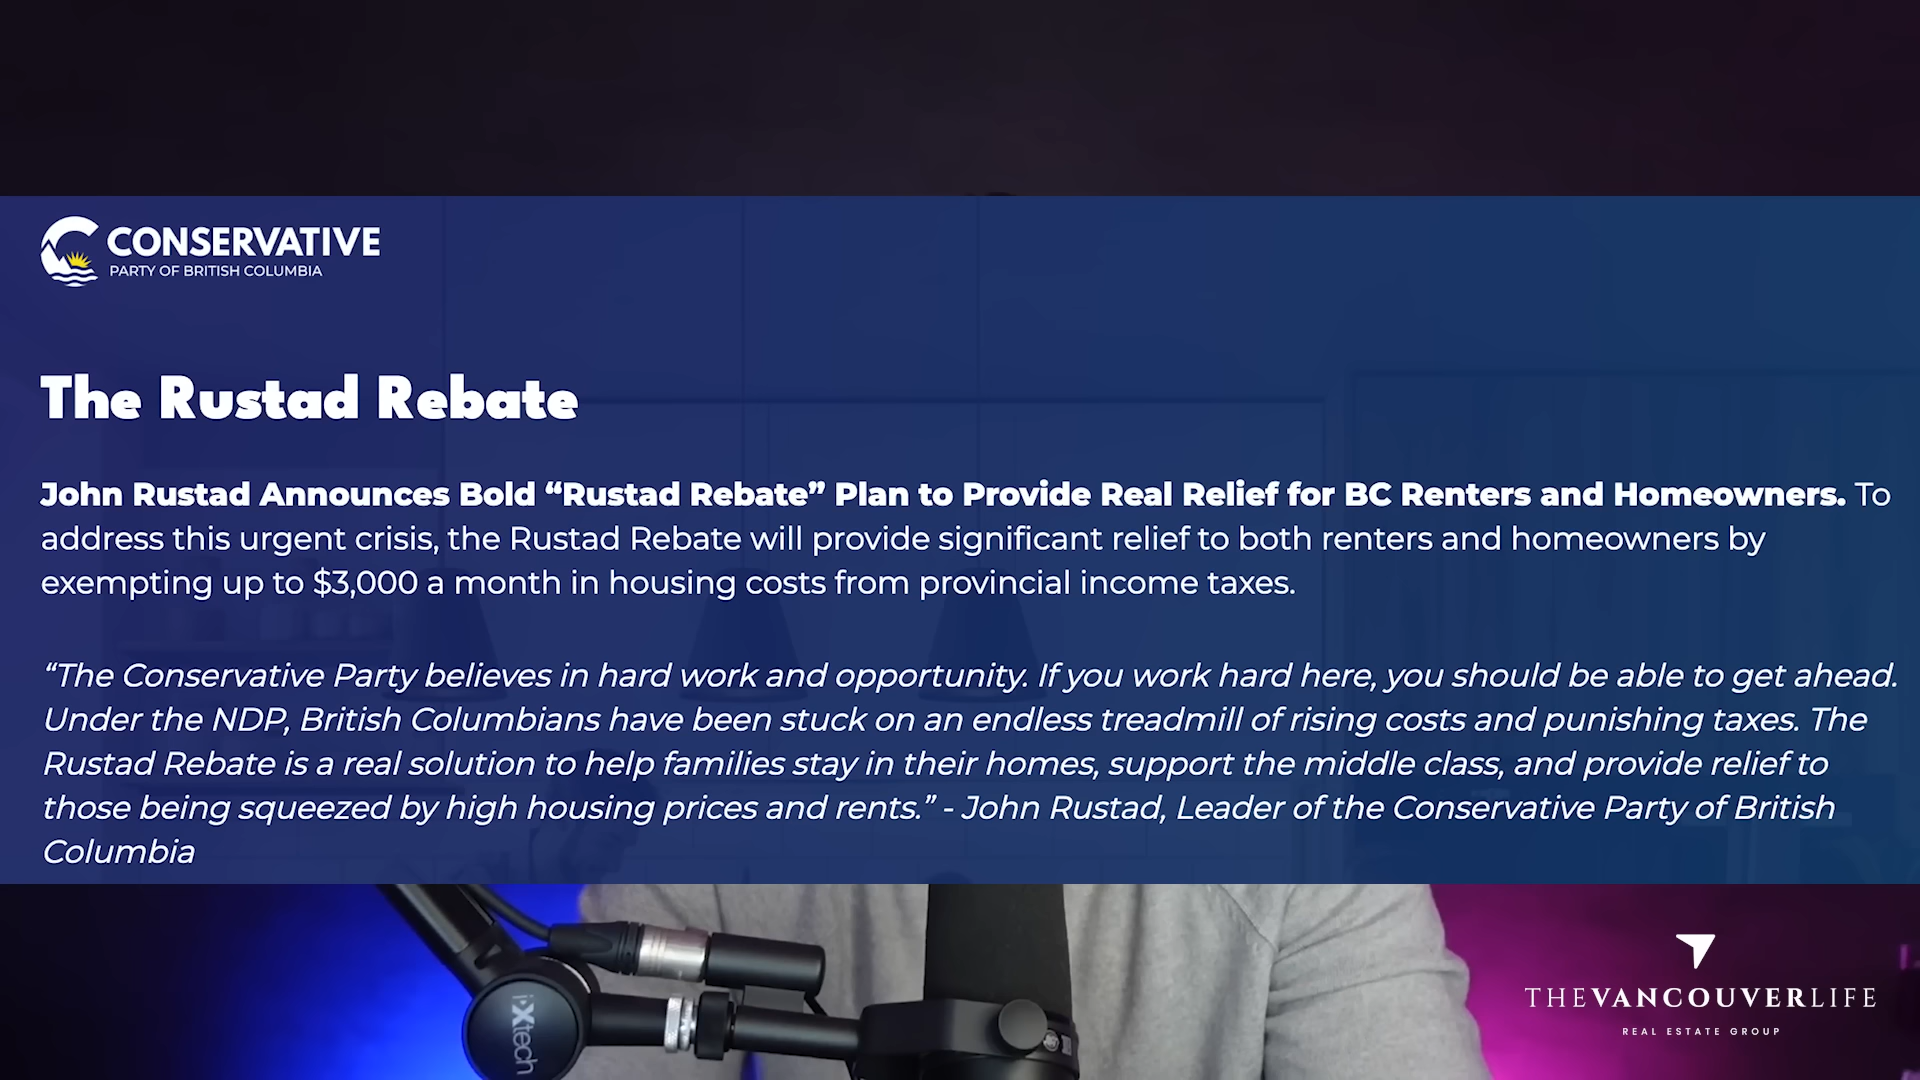 CONSERVATIVE
PARTY OF BRITISH COLUMBIA
The Rustad Rebate
John Rustad Announces Bold “Rustad Rebate” Plan to Provide Real Relief for BC Renters and Homeowners. To
address this urgent crisis, the Rustad Rebate will provide significant relief to both renters and homeowners by
exempting up to $3,000 a month in housing costs from provincial income taxes.
“The Conservative Party believes in hard work and opportunity. If you work hard here, you should be able to get ahead.
Under the NDP, British Columbians have been stuck on an endless treadmill of rising costs and punishing taxes. The
Rustad Rebate is a real solution to help families stay in their homes, support the middle class, and provide relief to
those being squeezed by high housing prices and rents.” - John Rustad, Leader of the Conservative Party of British
Columbia
iXtech
THEVANCOUVERLIFE
REAL ESTATE GROUP